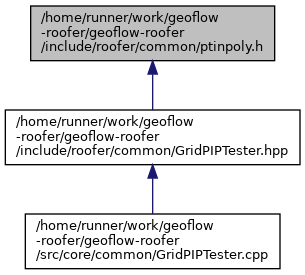 /home/runner/work/geoflow
-roofer/geoflow-roofer
/include/roofer/common/ptinpoly.h
/home/runner/work/geoflow
-roofer/geoflow-roofer
/include/roofer/common/GridPIPTester.hpp
/home/runner/work/geoflow
-roofer/geoflow-roofer
/src/core/common/GridPIPTester.cpp